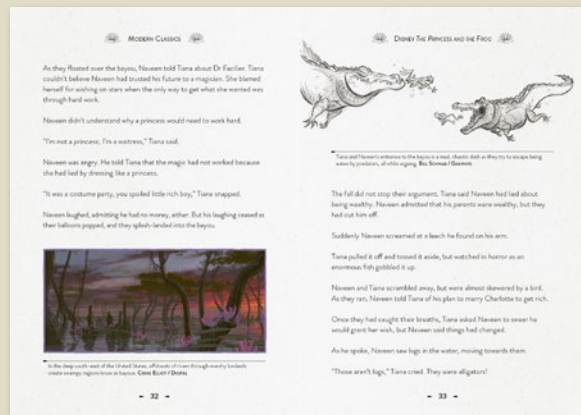 MODERN CLASSICS
As they floated over the bayou, Naveen told Tiana about Dr Facilier. Tiana
couldn't believe Naveen had trusted his future to a magician. She blamed
herself for wishing on stars when the only way to get what she wanted was
through hard work.
Naveen didn't understand why a princess would need to work hard.
"I'm not a princess; I'm a waitress," Tiana said.
Naveen was angry. He told Tiana that the magic had not worked because
she had lied by dressing like a princess.
"It was a costume party, you spoiled little rich boy," Tiana snapped.
Naveen laughed, admitting he had no money, either. But his laughing ceased as
their balloons popped, and they splash-landed into the bayou.
In the deep south-east of the United States, offshoots of rivers through marshy lowlands
create swampy regions know as bayous. CRAIG ELLIOTT / DIGITAL
32
DISNEY THE PRINCESS AND THE FROG
Tiana and Naveen's entrance to the bayou is a mad, chaotic dash as they try to escape being
eaten by predators, all while arguing. BILL SCHWAB / GRAPHITE
The fall did not stop their argument. Tiana said Naveen had lied about
being wealthy. Naveen admitted that his parents were wealthy, but they
had cut him off.
Suddenly Naveen screamed at a leech he found on his arm.
Tiana pulled it off and tossed it aside, but watched in horror as an
enormous fish gobbled it up.
Naveen and Tiana scrambled away, but were almost skewered by a bird.
As they ran, Naveen told Tiana of his plan to marry Charlotte to get rich.
Once they had caught their breaths, Tiana asked Naveen to swear he
would grant her wish, but Naveen said things had changed.
As he spoke, Naveen saw logs in the water, moving towards them.
"Those aren't logs," Tiana cried. They were alligators!
33